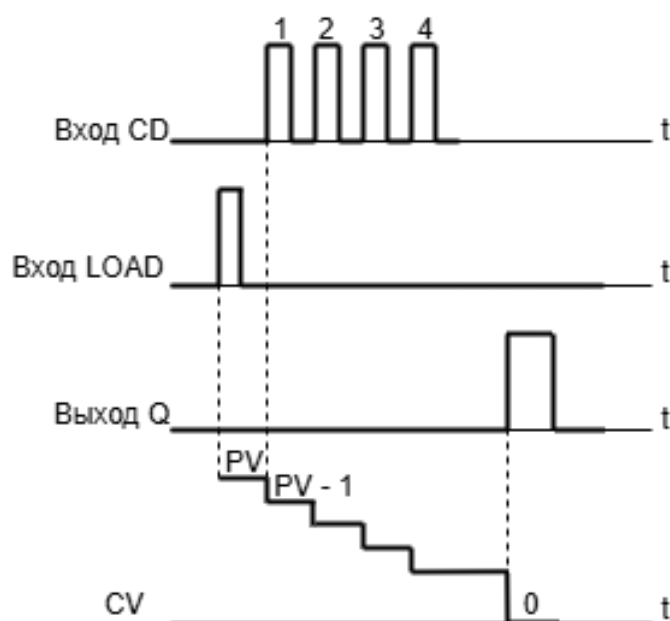 1 2 3 4
Вход CD t
Вход LOAD t
Выход Q t
PV
PV - 1
CV 0 t